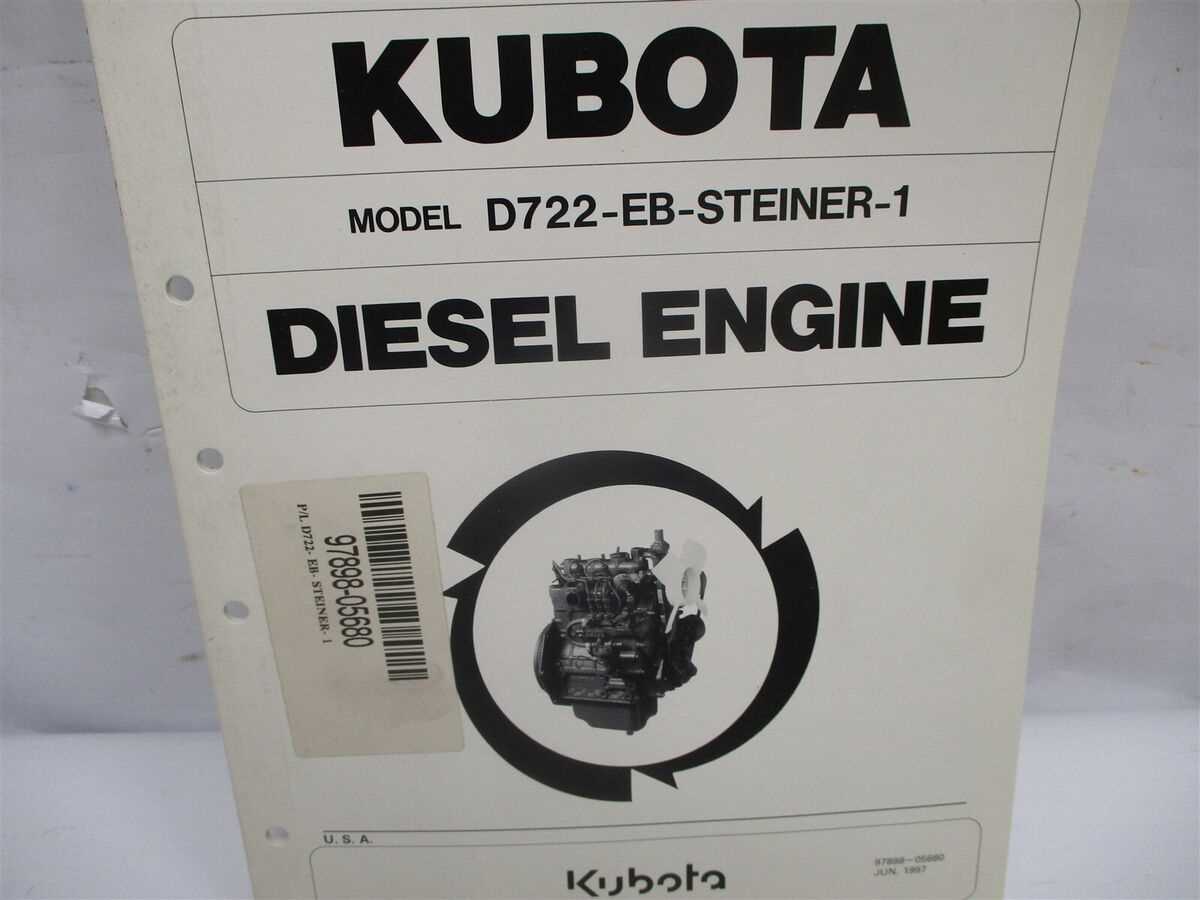 KUBOTA
MODEL D722-EB-STEINER-1
DIESEL ENGINE
97898-05680
P/L D722- EB- STEINER- 1
U. S. A.
Kubota
97898-05680
JUN. 1997